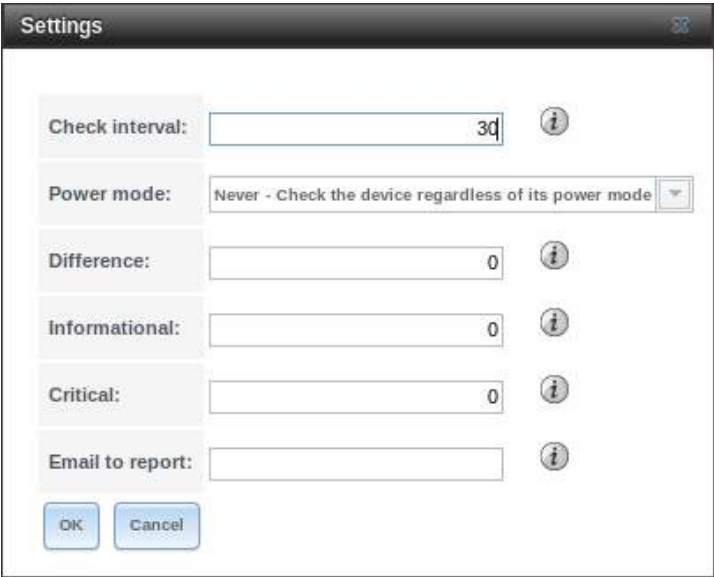 Settings
Check interval: 30
Power mode: Never - Check the device regardless of its power mode
Difference: 0
Informational: 0
Critical: 0
Email to report:
OK Cancel